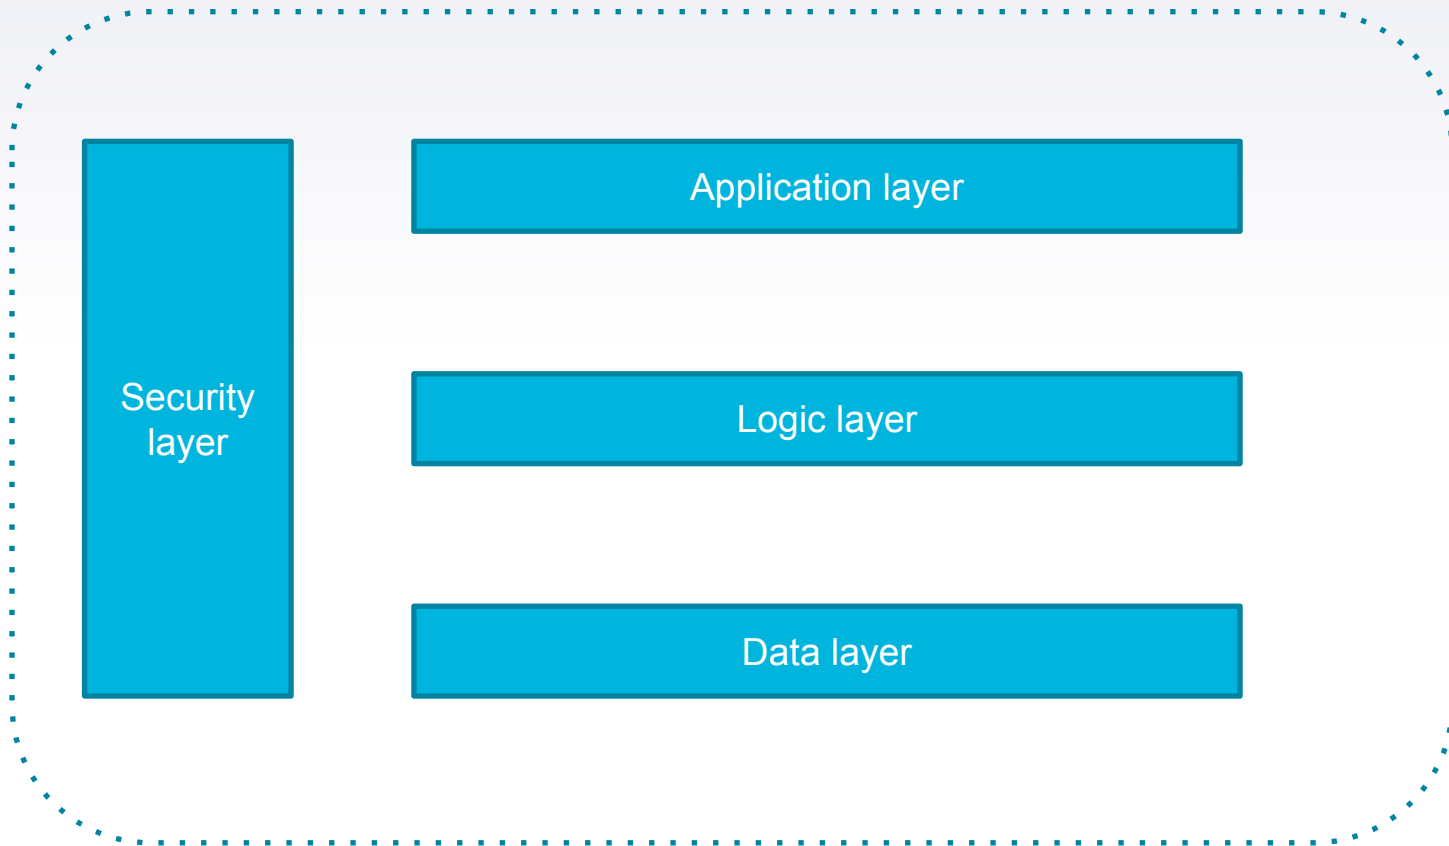 Application layer
Security
layer
Logic layer
Data layer